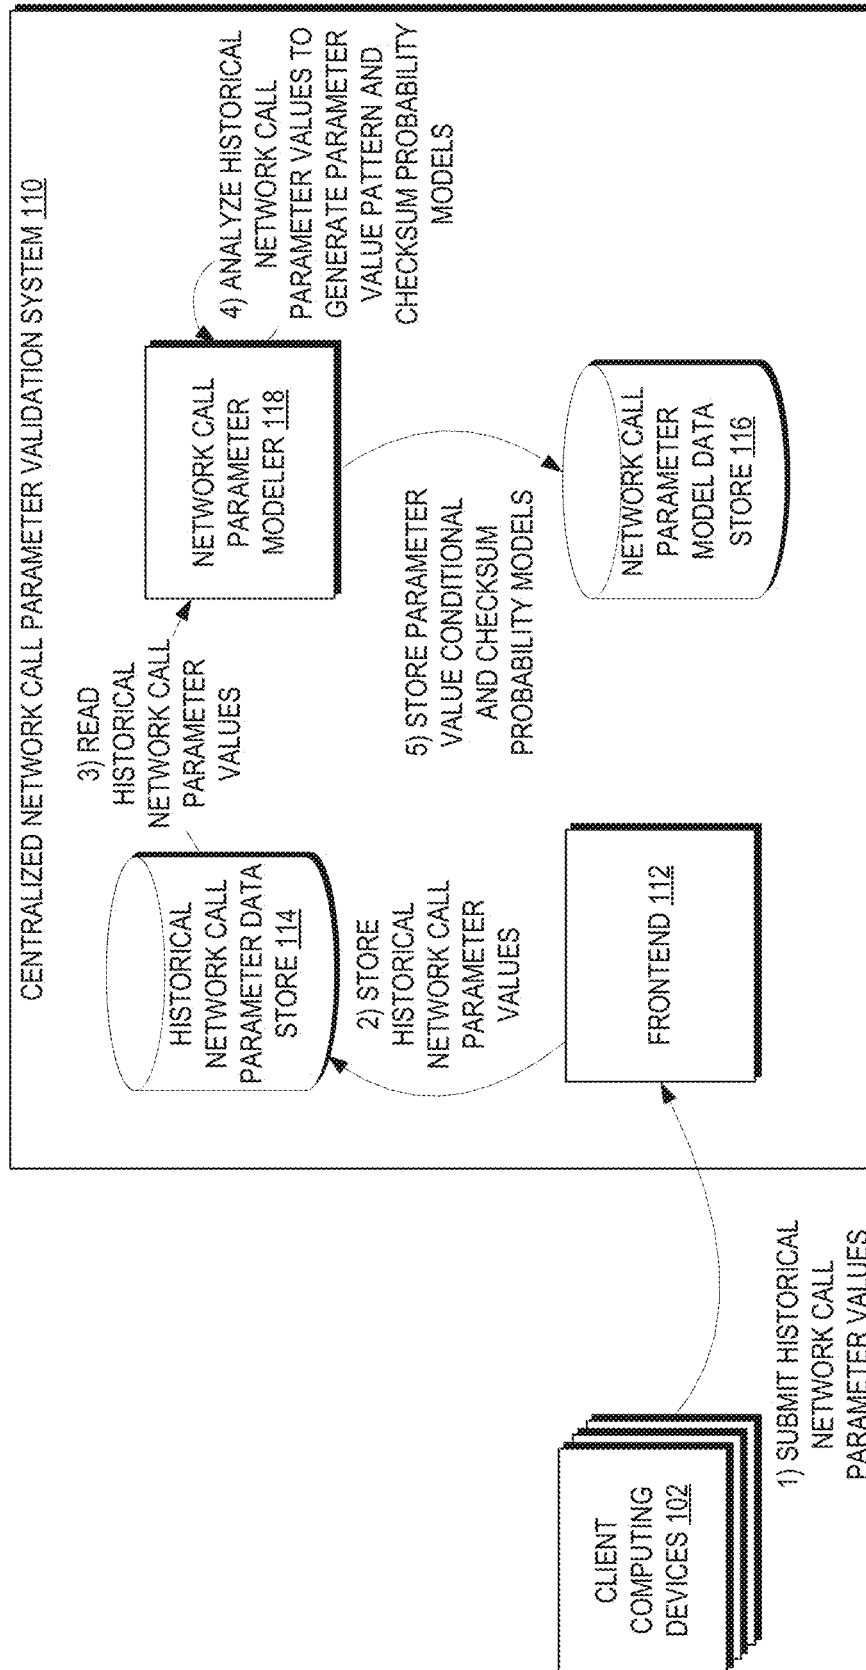 CENTRALIZED NETWORK CALL PARAMETER VALIDATION SYSTEM 110
CLIENT
COMPUTING
DEVICES 102
1) SUBMIT HISTORICAL
NETWORK CALL
PARAMETER VALUES
FRONTEND 112
2) STORE
HISTORICAL
NETWORK CALL
PARAMETER
VALUES
HISTORICAL
NETWORK CALL
PARAMETER DATA
STORE 114
3) READ
HISTORICAL
NETWORK CALL
PARAMETER
VALUES
NETWORK CALL
PARAMETER
MODELER 118
4) ANALYZE HISTORICAL
NETWORK CALL
PARAMETER VALUES TO
GENERATE PARAMETER
VALUE PATTERN AND
CHECKSUM PROBABILITY
MODELS
5) STORE PARAMETER
VALUE CONDITIONAL
AND CHECKSUM
PROBABILITY MODELS
NETWORK CALL
PARAMETER
MODEL DATA
STORE 116